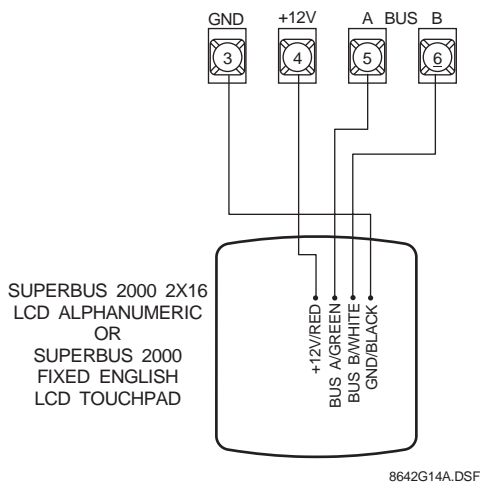 GND +12V A BUS B
3 4 5 6
SUPERBUS 2000 2X16
LCD ALPHANUMERIC
OR
SUPERBUS 2000
FIXED ENGLISH
LCD TOUCHPAD
+12V/RED
BUS A/GREEN
BUS B/WHITE
GND/BLACK
8642G14A.DSF